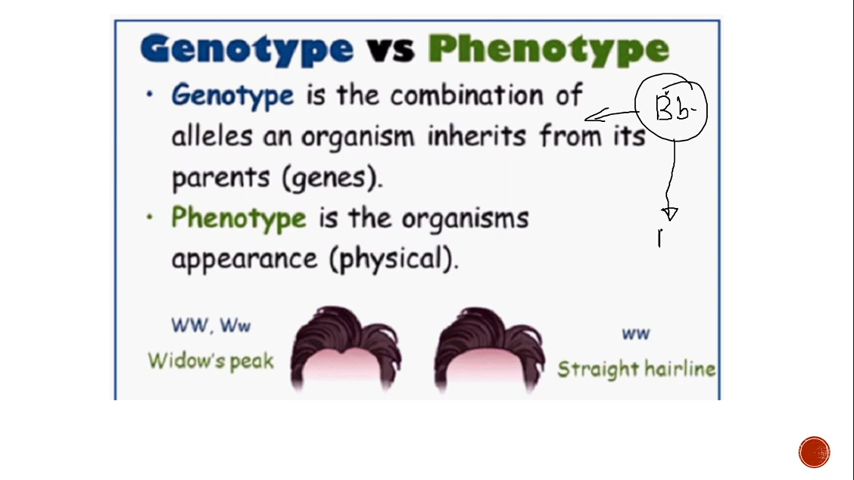 Genotype vs Phenotype
• Genotype is the combination of
alleles an organism inherits from its
parents (genes).
• Phenotype is the organisms
appearance (physical).
Bb
WW, Ww
Widow's peak
ww
Straight hairline